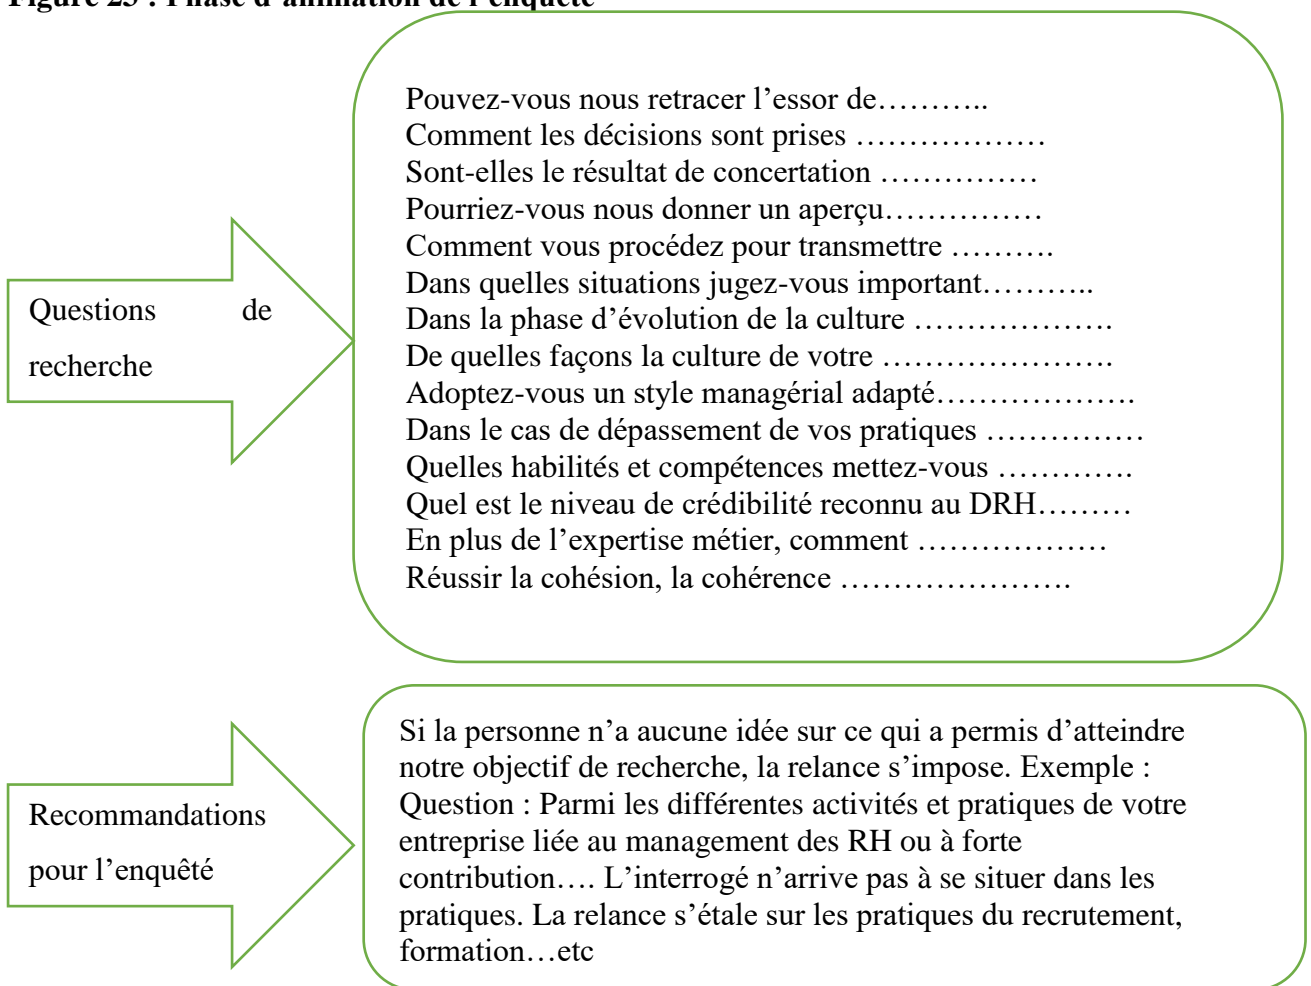 Figure 23 : Phase d'animation de l'enquête
Pouvez-vous nous retracer l’essor de………..
Comment les décisions sont prises ………………
Sont-elles le résultat de concertation ……………
Pourriez-vous nous donner un aperçu……………
Comment vous procédez pour transmettre ……….
Dans quelles situations jugez-vous important………..
Dans la phase d’évolution de la culture ……………….
De quelles façons la culture de votre ………………….
Adoptez-vous un style managérial adapté……………….
Dans le cas de dépassement de vos pratiques ……………
Quelles habilités et compétences mettez-vous ………….
Quel est le niveau de crédibilité reconnu au DRH………
En plus de l’expertise métier, comment ………………
Réussir la cohésion, la cohérence ………………….
Questions de
recherche
Si la personne n’a aucune idée sur ce qui a permis d’atteindre
notre objectif de recherche, la relance s’impose. Exemple :
Question : Parmi les différentes activités et pratiques de votre
entreprise liée au management des RH ou à forte
contribution…. L’interrogé n’arrive pas à se situer dans les
pratiques. La relance s’étale sur les pratiques du recrutement,
formation…etc
Recommandations
pour l’enquêté